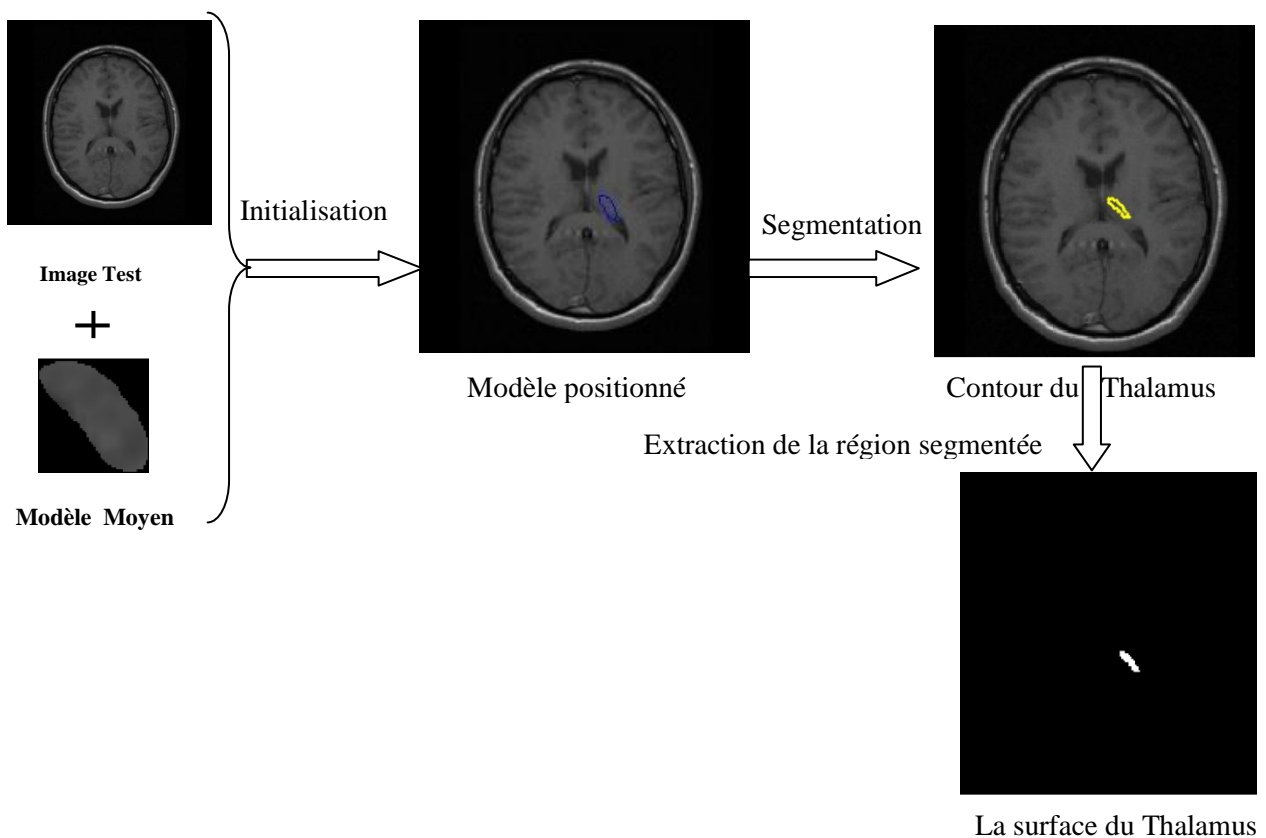 Image Test
Modèle Moyen
Initialisation
Modèle positionné
Segmentation
Contour du Thalamus
Extraction de la région segmentée
La surface du Thalamus